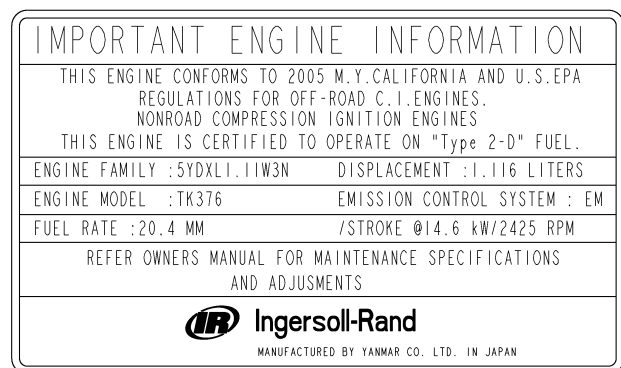 IMPORTANT ENGINE INFORMATION
THIS ENGINE CONFORMS TO 2005 M.Y.CALIFORNIA AND U.S.EPA
REGULATIONS FOR OFF-ROAD C.I.ENGINES.
NONROAD COMPRESSION IGNITION ENGINES
THIS ENGINE IS CERTIFIED TO OPERATE ON "Type 2-D" FUEL.
ENGINE FAMILY :5YDXL1.11W3N DISPLACEMENT :1.116 LITERS
ENGINE MODEL :TK376 EMISSION CONTROL SYSTEM : EM
FUEL RATE :20.4 MM /STROKE @14.6 kW/2425 RPM
REFER OWNERS MANUAL FOR MAINTENANCE SPECIFICATIONS
AND ADJUSMENTS
IR Ingersoll-Rand
MANUFACTURED BY YANMAR CO. LTD. IN JAPAN